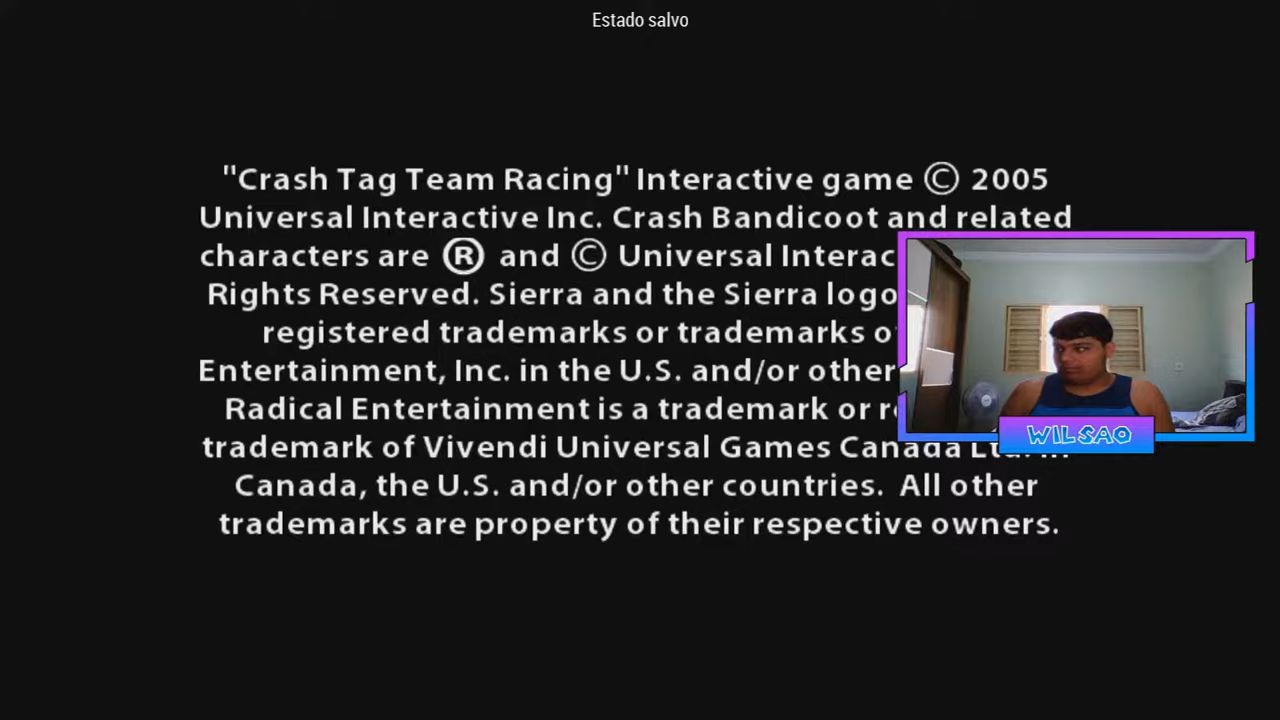 Estado salvo
"Crash Tag Team Racing" Interactive game © 2005
Universal Interactive Inc. Crash Bandicoot and related
characters are ® and © Universal
Rights Reserved. Sierra and the Sierra logo
registered trademarks or trademarks
Entertainment, Inc. in the U.S. and/or other
Radical Entertainment is a trademark or
trademark of Vivendi Universal Games Canada Ltd. in
Canada, the U.S. and/or other countries. All other
trademarks are property of their respective owners.
WILSAO